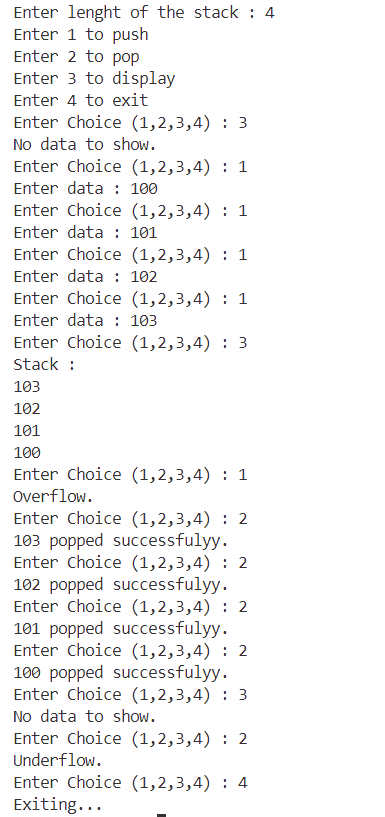 Enter lenght of the stack : 4
Enter 1 to push
Enter 2 to pop
Enter 3 to display
Enter 4 to exit
Enter Choice (1,2,3,4) : 3
No data to show.
Enter Choice (1,2,3,4) : 1
Enter data : 100
Enter Choice (1,2,3,4) : 1
Enter data : 101
Enter Choice (1,2,3,4) : 1
Enter data : 102
Enter Choice (1,2,3,4) : 1
Enter data : 103
Enter Choice (1,2,3,4) : 3
Stack :
103
102
101
100
Enter Choice (1,2,3,4) : 1
Overflow.
Enter Choice (1,2,3,4) : 2
103 popped successfulyy.
Enter Choice (1,2,3,4) : 2
102 popped successfulyy.
Enter Choice (1,2,3,4) : 2
101 popped successfulyy.
Enter Choice (1,2,3,4) : 2
100 popped successfulyy.
Enter Choice (1,2,3,4) : 3
No data to show.
Enter Choice (1,2,3,4) : 2
Underflow.
Enter Choice (1,2,3,4) : 4
Exiting...